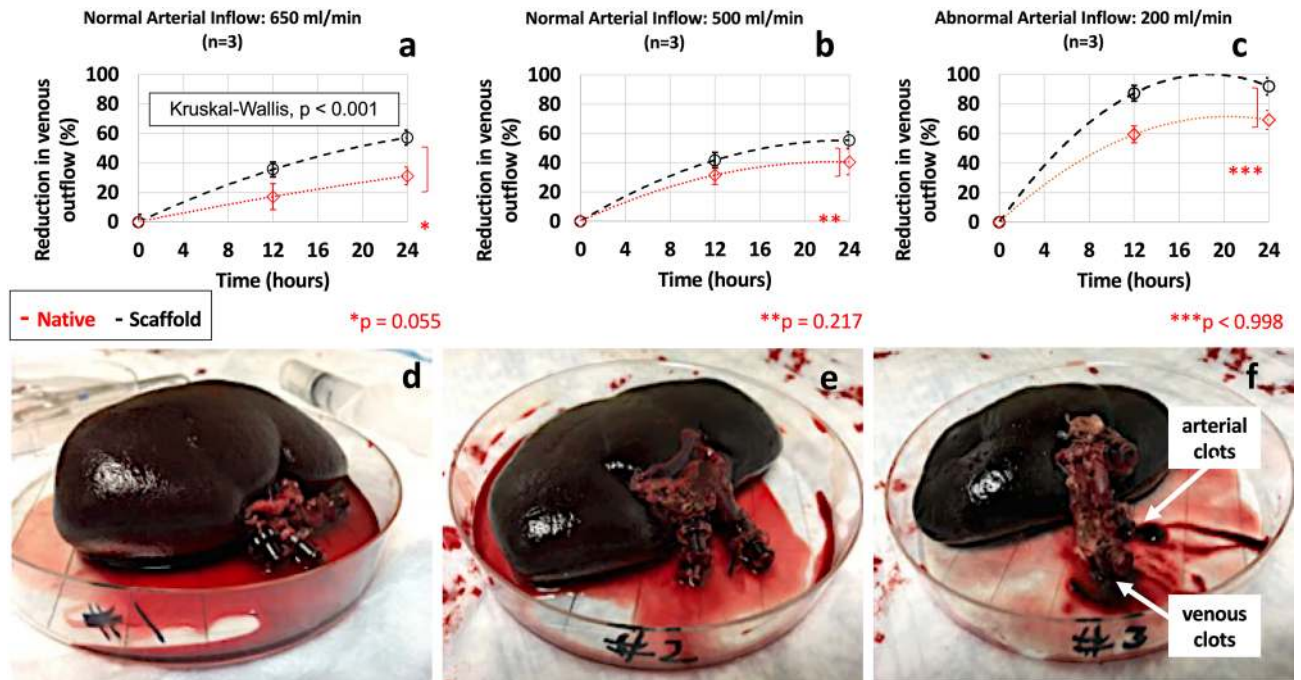 Normal Arterial Inflow: 650 ml/min
(n=3)
a
Reduction in venous
outflow (%)
100
80
60
40
20
0
Kruskal-Wallis, p < 0.001
*
0 4 8 12 16 20 24
Time (hours)
Normal Arterial Inflow: 500 ml/min
(n=3)
b
Reduction in venous
outflow (%)
100
80
60
40
20
0
**
0 4 8 12 16 20 24
Time (hours)
Abnormal Arterial Inflow: 200 ml/min
(n=3)
c
Reduction in venous
outflow (%)
100
80
60
40
20
0
***
0 4 8 12 16 20 24
Time (hours)
- Native - Scaffold
*p = 0.055
**p = 0.217
***p < 0.998
d
# 1
e
#2
f
arterial
clots
venous
clots
#3